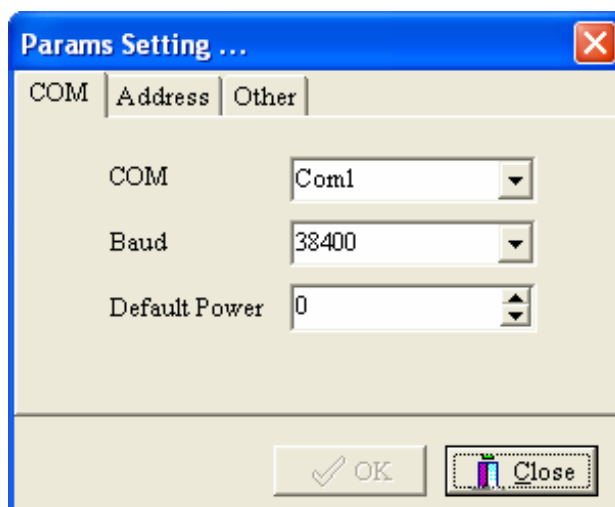 Params Setting ...
COM Address Other
COM Com1
Baud 38400
Default Power 0
OK Close